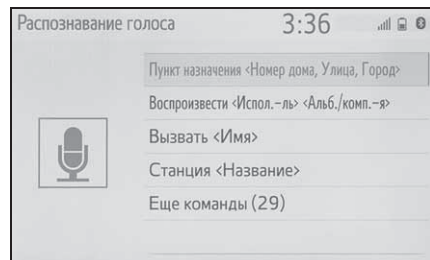 Распознавание голоса 3:36
Пункт назначения <Номер дома, Улица, Город>
Воспроизвести <Испол.-ль> <Альб./комп.-я>
Вызвать <Имя>
Станция <Название>
Еще команды (29)